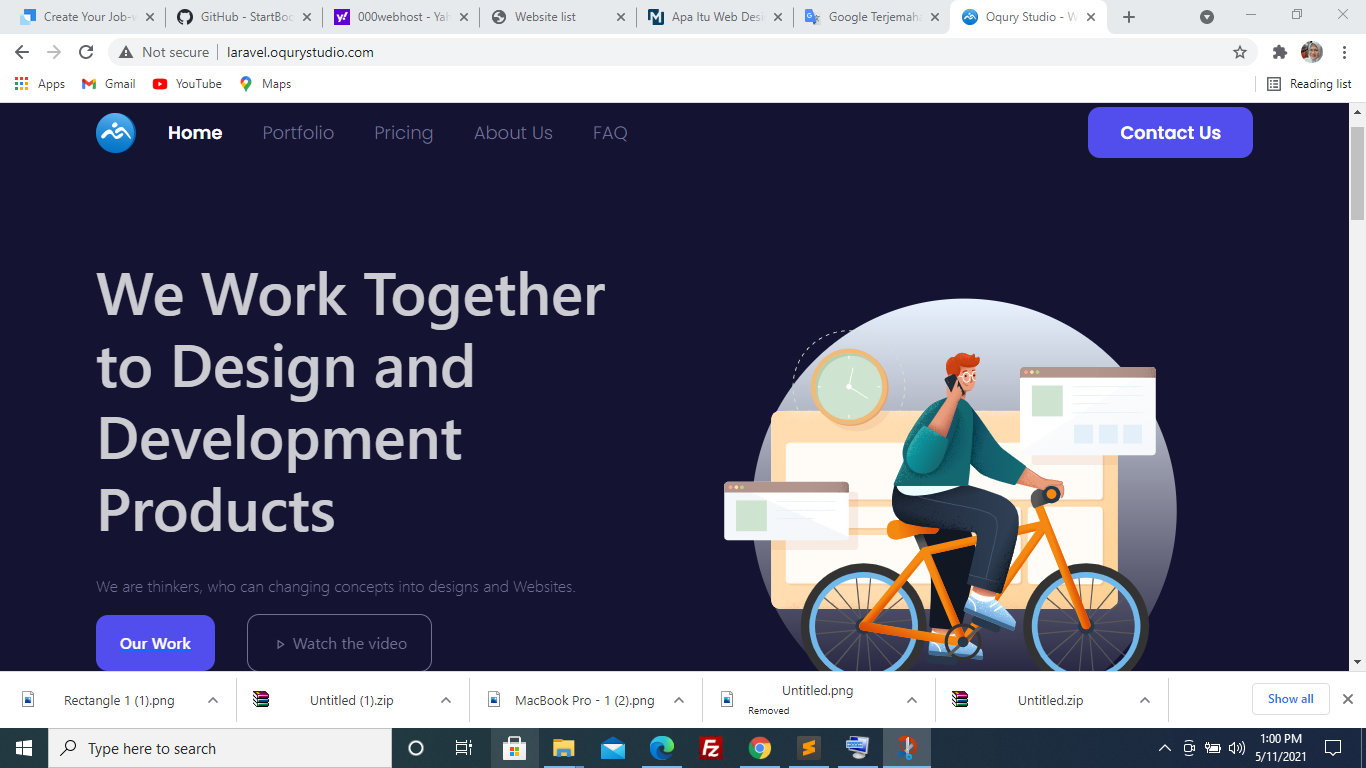 Create Your Job-w
GitHub - StartBoo
000webhost - Yah
Website list
Apa Itu Web Desi
Google Terjemaha
Oqury Studio - W
Not secure
laravel.oqurystudio.com
Apps
Gmail
YouTube
Maps
Reading list
Home
Portfolio
Pricing
About Us
FAQ
Contact Us
We Work Together
to Design and
Development
Products
We are thinkers, who can changing concepts into designs and Websites.
Our Work
Watch the video
Rectangle 1 (1).png
Untitled (1).zip
MacBook Pro - 1 (2).png
Untitled.png
Removed
Untitled.zip
Show all
Type here to search
1:00 PM
5/11/2021